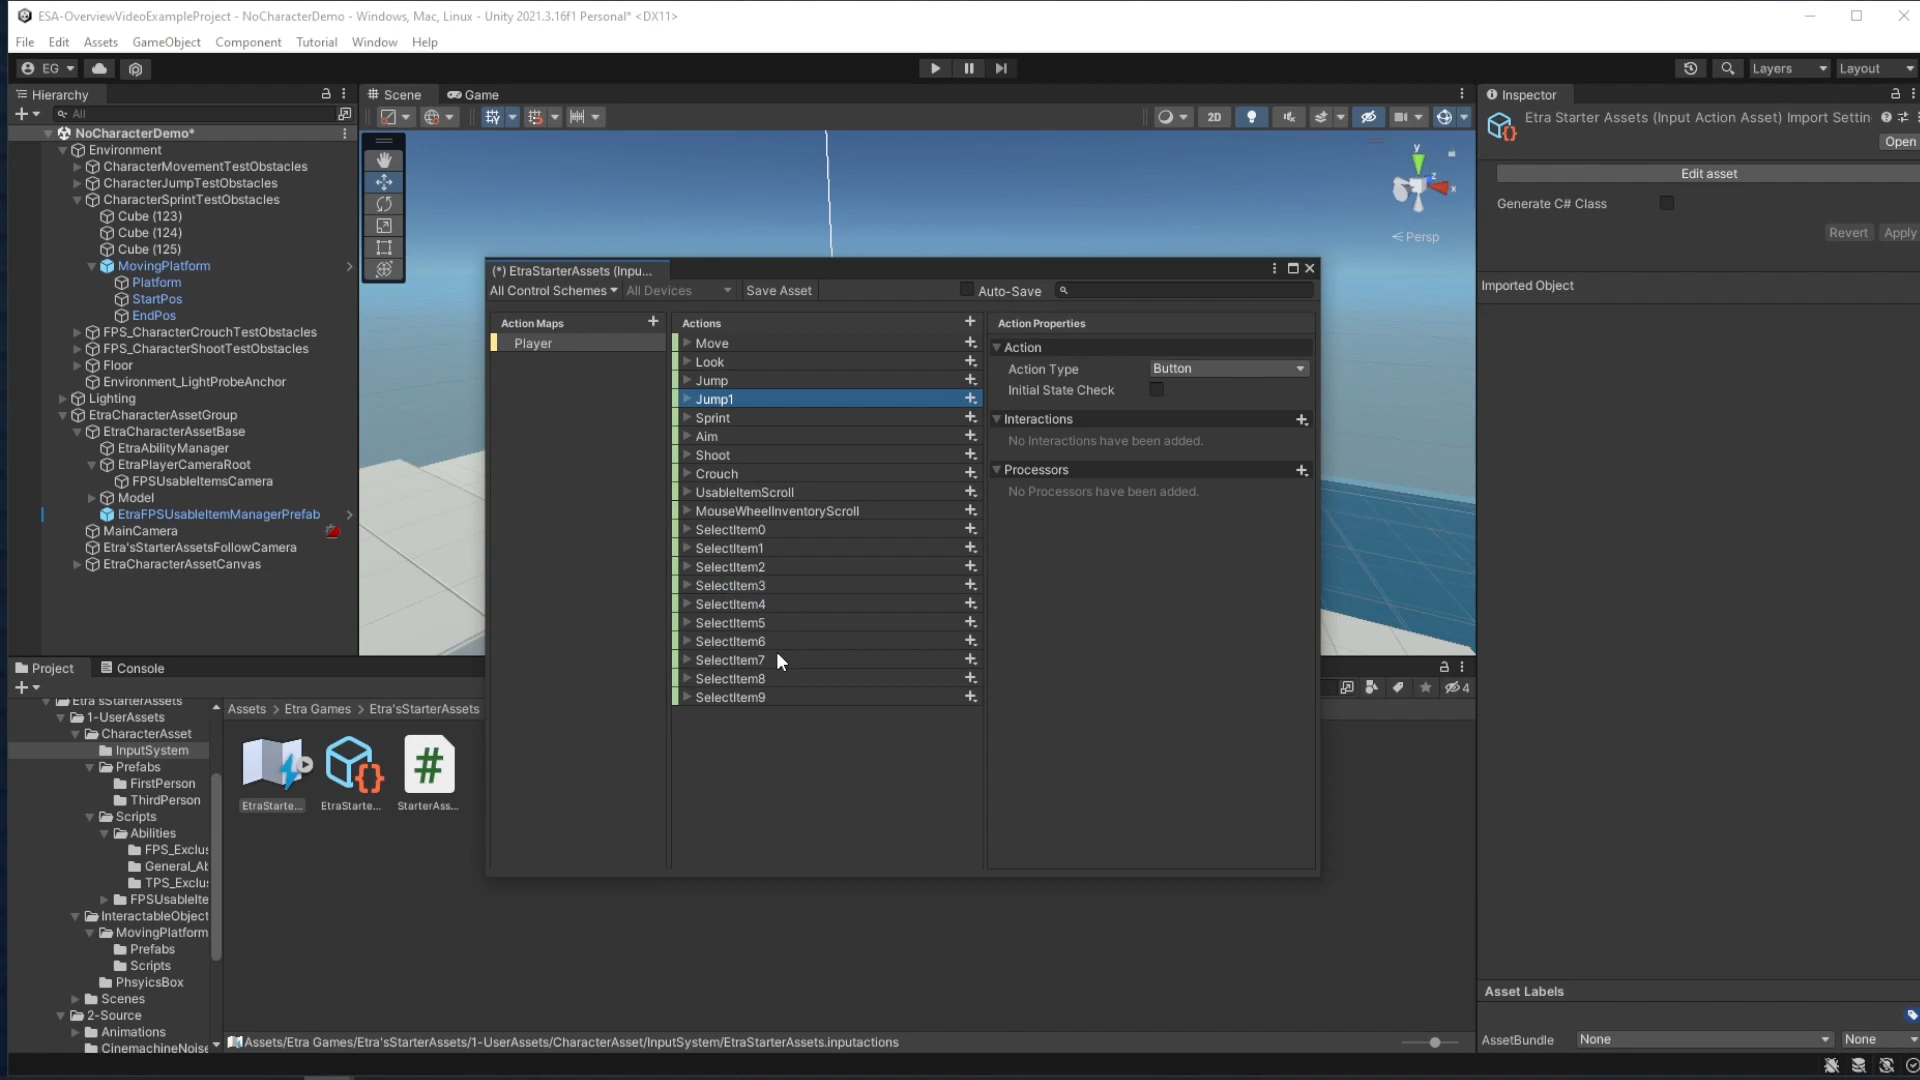 ESA-OverviewVideoExampleProject - NoCharacterDemo - Windows, Mac, Linux - Unity 2021.3.16f1 Personal* <DX11>
File Edit Assets GameObject Component Tutorial Window Help
EG
Layers
Layout
Hierarchy
All
NoCharacterDemo*
Environment
CharacterMovementTestObstacles
CharacterJumpTestObstacles
CharacterSprintTestObstacles
Cube (123)
Cube (124)
Cube (125)
MovingPlatform
Platform
StartPos
EndPos
FPS_CharacterCrouchTestObstacles
FPS_CharacterShootTestObstacles
Floor
Environment_LightProbeAnchor
Lighting
EtraCharacterAssetGroup
EtraCharacterAssetBase
EtraAbilityManager
EtraPlayerCameraRoot
FPSUsableItemsCamera
Model
EtraFPSUsableItemManagerPrefab
MainCamera
Etra'sStarterAssetsFollowCamera
EtraCharacterAssetCanvas
Scene Game
2D
y
z
x
Persp
(*) EtraStarterAssets (Inpu...
All Control Schemes All Devices Save Asset Auto-Save
Action Maps
Player
Actions
Move
Look
Jump
Jump1
Sprint
Aim
Shoot
Crouch
UsableItemScroll
MouseWheelInventoryScroll
SelectItem0
SelectItem1
SelectItem2
SelectItem3
SelectItem4
SelectItem5
SelectItem6
SelectItem7
SelectItem8
SelectItem9
Action Properties
Action
Action Type Button
Initial State Check
Interactions
No Interactions have been added.
Processors
No Processors have been added.
Inspector
Etra Starter Assets (Input Action Asset) Import Settin
Open
Edit asset
Generate C# Class
Revert Apply
Imported Object
Asset Labels
AssetBundle None None
Project Console
4
Etra'sStarterAssets
1-UserAssets
CharacterAsset
InputSystem
Prefabs
FirstPerson
ThirdPerson
Scripts
Abilities
FPS_Exclus
General_Ab
TPS_Exclus
FPSUsableIte
InteractableObject
MovingPlatform
Prefabs
Scripts
PhsyicsBox
Scenes
2-Source
Animations
CinemachineNoise
Assets > Etra Games > Etra'sStarterAssets
EtraStarte... EtraStarte... StarterAss...
Assets/Etra Games/Etra'sStarterAssets/1-UserAssets/CharacterAsset/InputSystem/EtraStarterAssets.inputactions